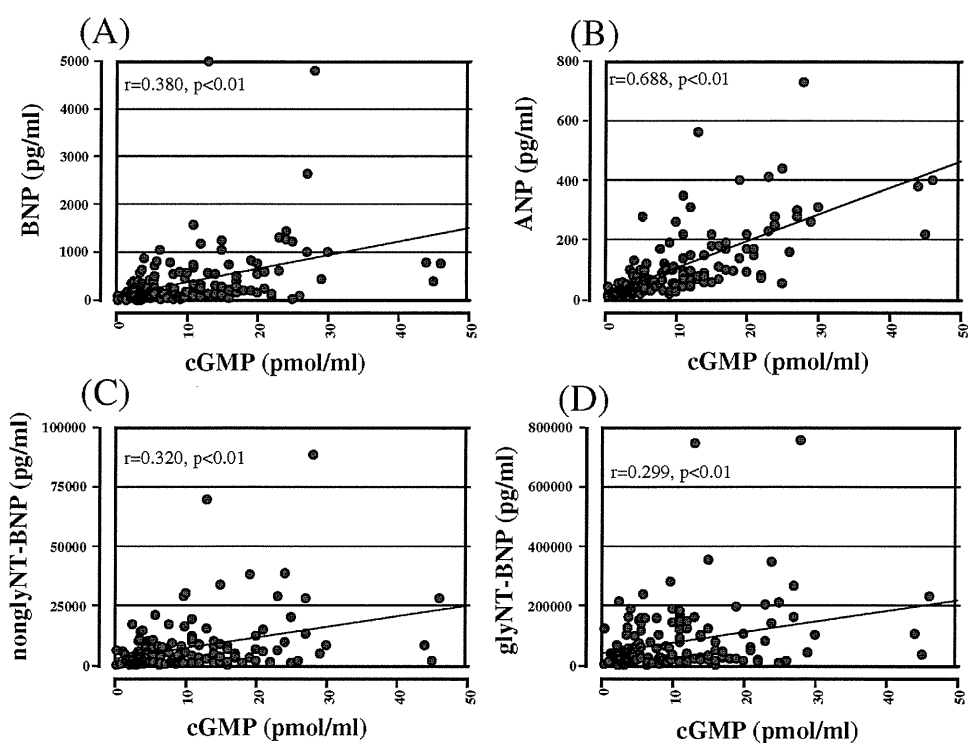 (A)
5000
4000
3000
2000
1000
0
BNP (pg/ml)
r=0.380, p<0.01
0
10
20
30
40
50
cGMP (pmol/ml)
(B)
800
600
400
200
0
ANP (pg/ml)
r=0.688, p<0.01
0
10
20
30
40
50
cGMP (pmol/ml)
(C)
100000
75000
50000
25000
0
nonglyNT-BNP (pg/ml)
r=0.320, p<0.01
0
10
20
30
40
50
cGMP (pmol/ml)
(D)
800000
600000
400000
200000
0
glyNT-BNP (pg/ml)
r=0.299, p<0.01
0
10
20
30
40
50
cGMP (pmol/ml)